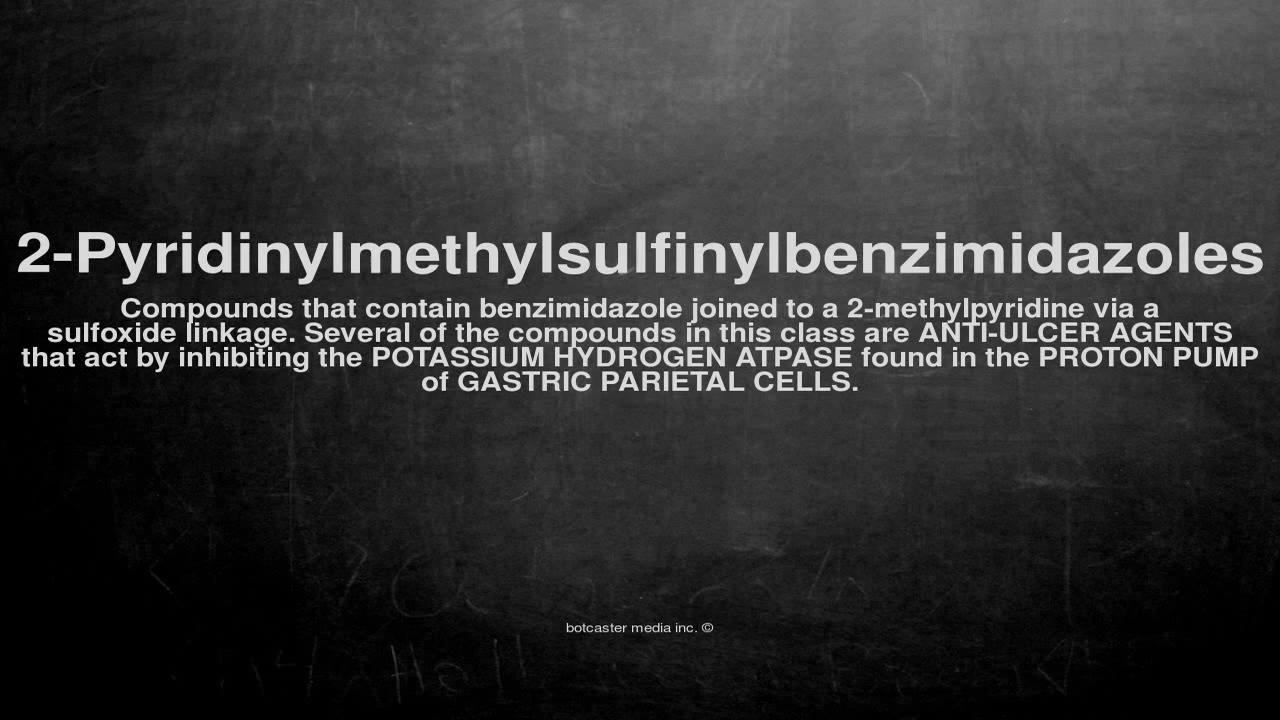 2-Pyridinylmethylsulfinylbenzimidazoles
Compounds that contain benzimidazole joined to a 2-methylpyridine via a
sulfoxide linkage. Several of the compounds in this class are ANTI-ULCER AGENTS
that act by inhibiting the POTASSIUM HYDROGEN ATPASE found in the PROTON PUMP
of GASTRIC PARIETAL CELLS.
botcaster media inc. ©